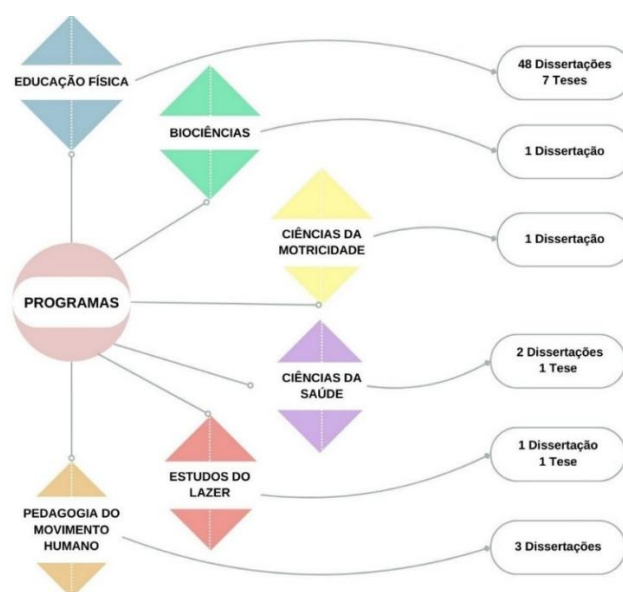 EDUCAÇÃO FÍSICA
48 Dissertações
7 Teses
BIOCIÊNCIAS
1 Dissertação
CIÊNCIAS DA
MOTRICIDADE
1 Dissertação
PROGRAMAS
CIÊNCIAS DA
SAÚDE
2 Dissertações
1 Tese
ESTUDOS DO
LAZER
1 Dissertação
1 Tese
PEDAGOGIA DO
MOVIMENTO
HUMANO
3 Dissertações